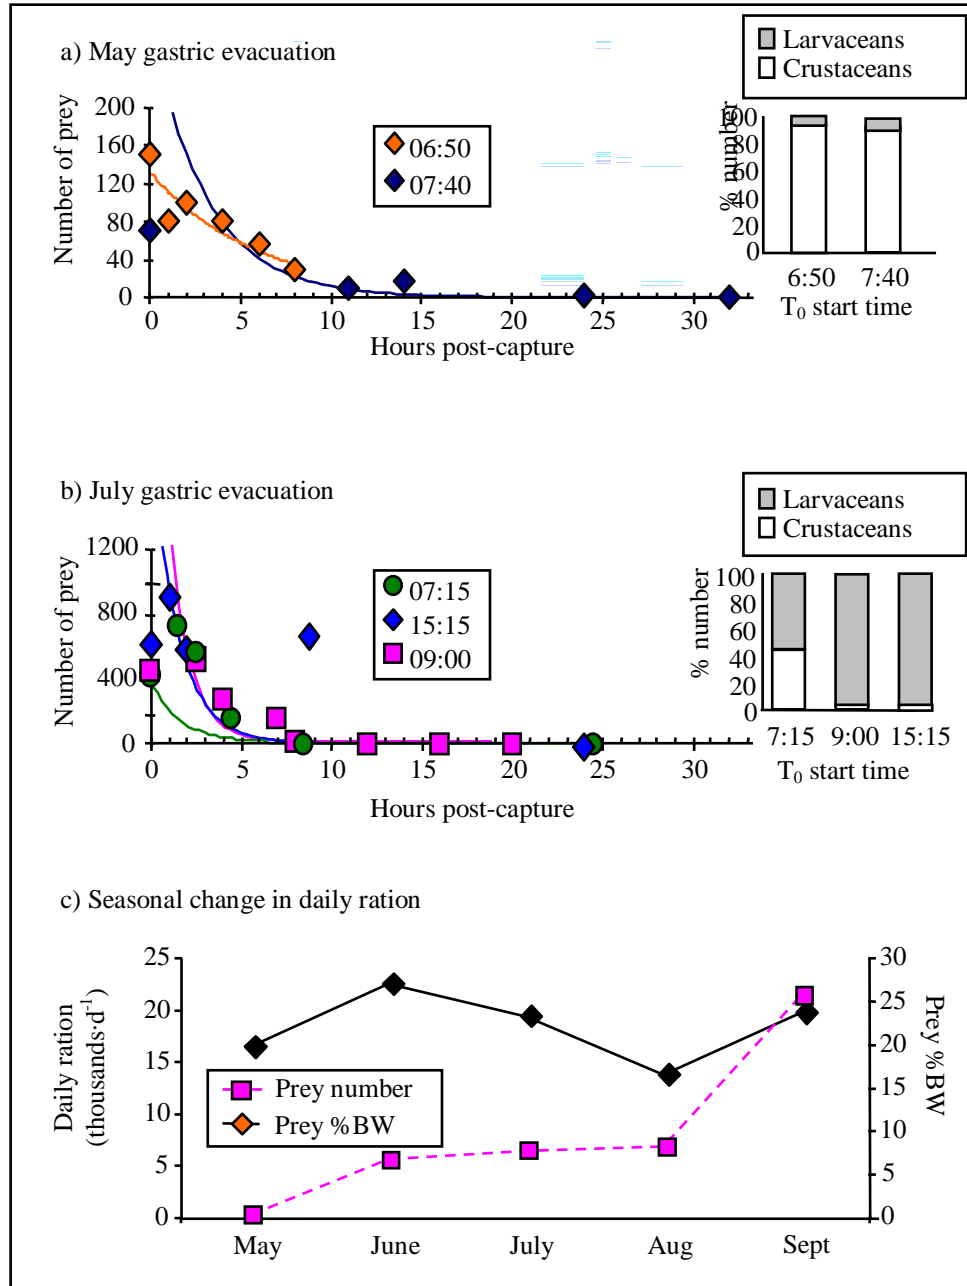 a) May gastric evacuation
Larvaceans
Crustaceans
Number of prey
200
160
120
80
40
0
0 5 10 15 20 25 30
Hours post-capture
06:50
07:40
% number
100
80
60
40
20
0
6:50 7:40
T0 start time
b) July gastric evacuation
Larvaceans
Crustaceans
Number of prey
1200
800
400
0
0 5 10 15 20 25 30
Hours post-capture
07:15
15:15
09:00
% number
100
80
60
40
20
0
7:15 9:00 15:15
T0 start time
c) Seasonal change in daily ration
Daily ration
(thousands·d-1)
25
20
15
10
5
0
Prey number
Prey %BW
30
25
20
15
10
5
0
Prey %BW
May June July Aug Sept